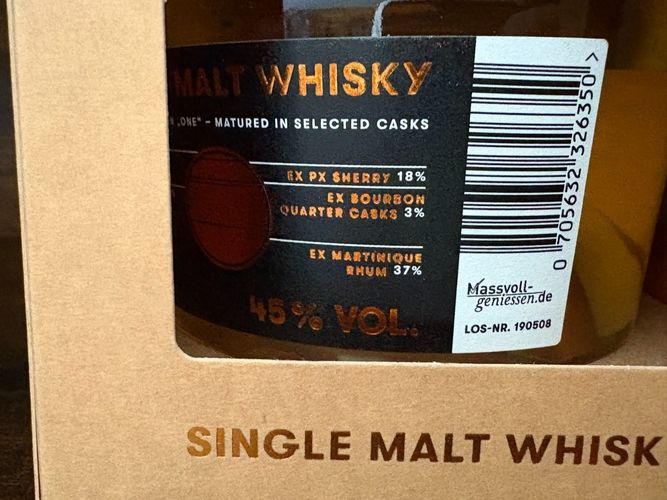 MALT WHISKY
„ONE“ – MATURED IN SELECTED CASKS
EX PX SHERRY 18%
EX BOURBON
QUARTER CASKS 3%
EX MARTINIQUE
RHUM 37%
45% VOL.
0 705632 326350 >
Massvoll-
geniessen.de
LOS-NR. 190508
SINGLE MALT WHISK